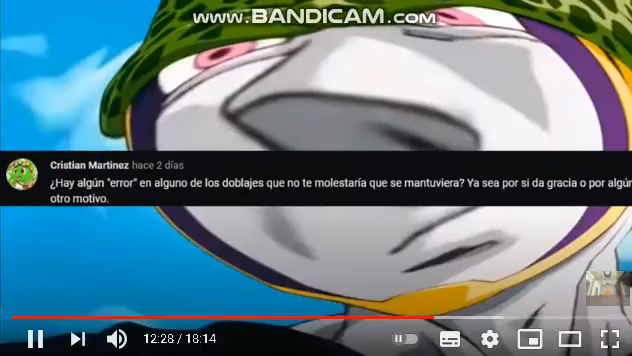 WWW.BANDICAM.COM
Cristian Martinez hace 2 días
¿Hay algún "error" en alguno de los doblajes que no te molestaría que se mantuviera? Ya sea por si da gracia o por algún
otro motivo.
12:28 / 18:14